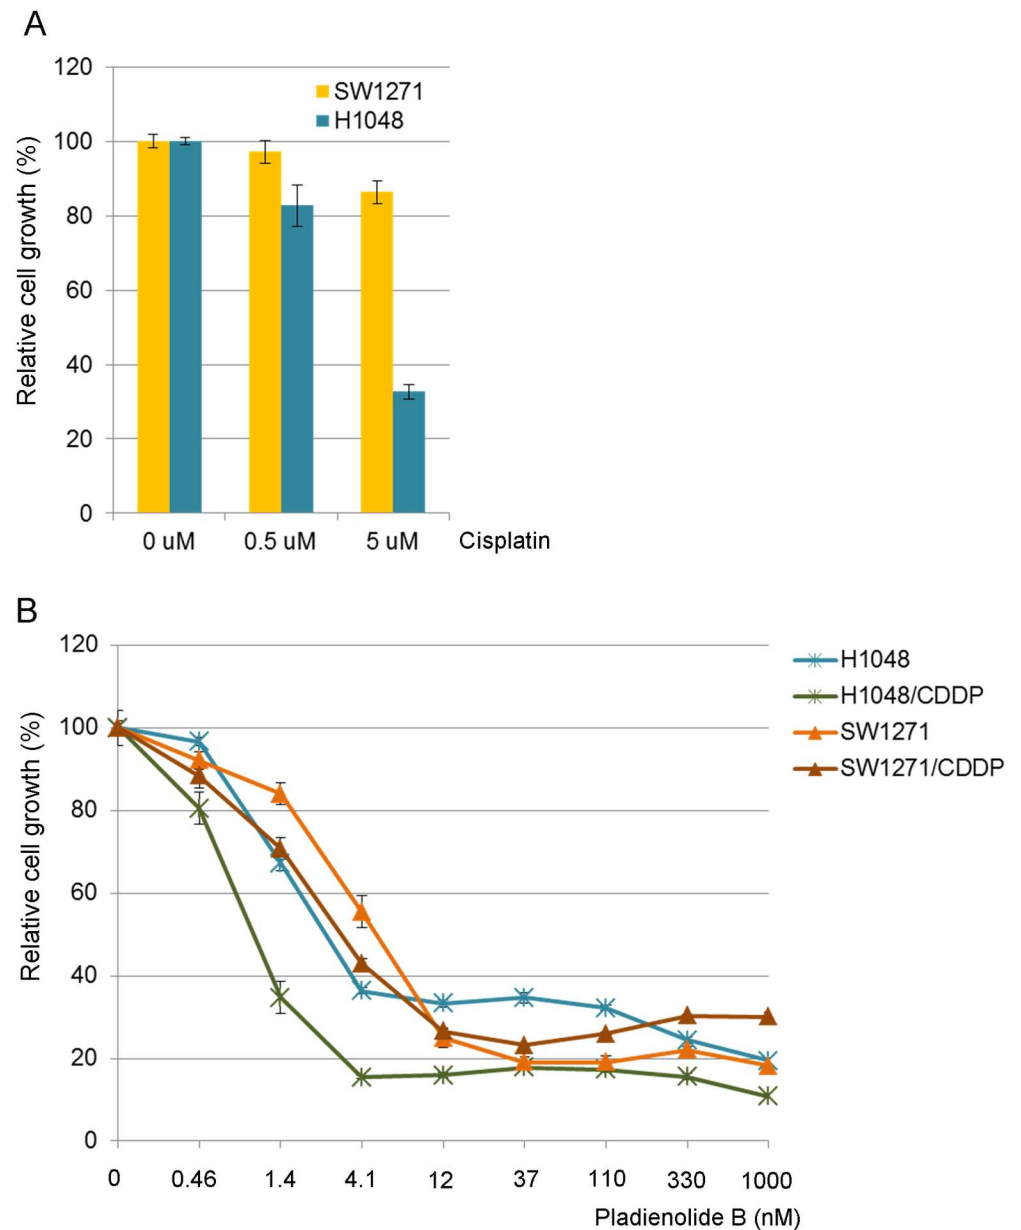 A
Relative cell growth (%)
120
100
80
60
40
20
0
SW1271
H1048
0 uM 0.5 uM 5 uM Cisplatin
B
Relative cell growth (%)
120
100
80
60
40
20
0
H1048
H1048/CDDP
SW1271
SW1271/CDDP
0 0.46 1.4 4.1 12 37 110 330 1000
Pladienolide B (nM)